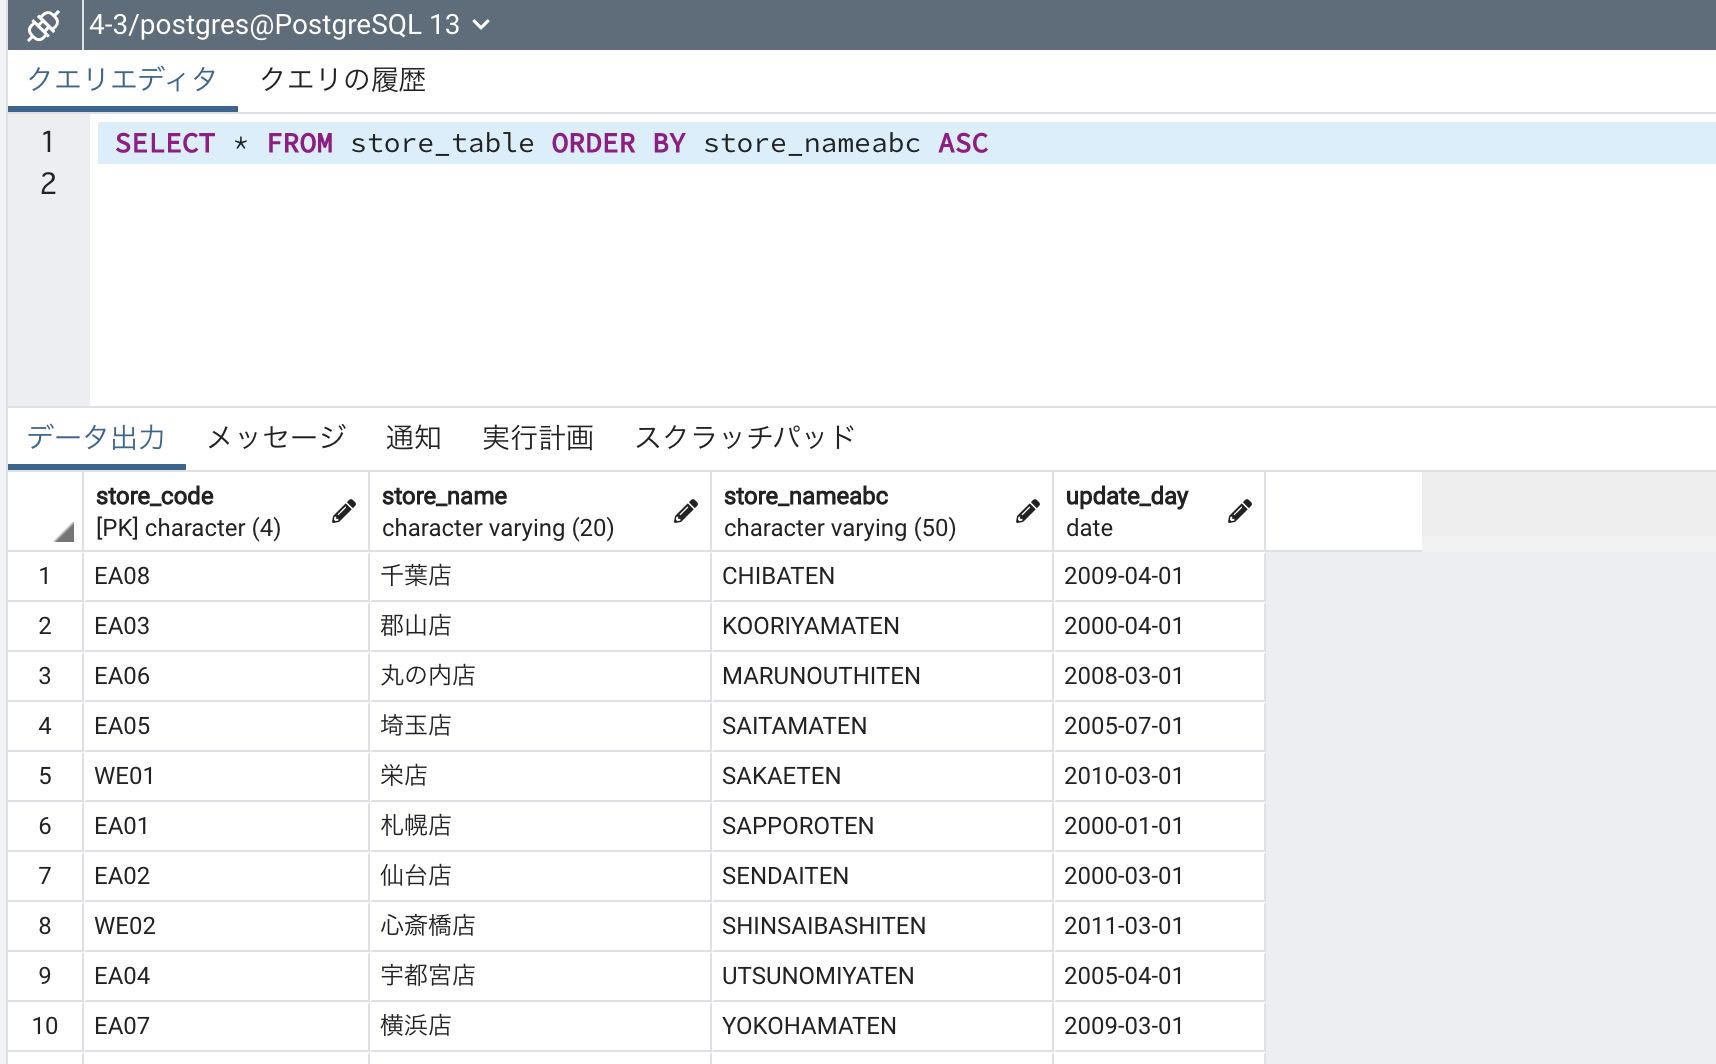 4-3/postgres@PostgreSQL 13
クエリエディタ クエリの履歴
1 SELECT * FROM store_table ORDER BY store_nameabc ASC
2
データ出力 メッセージ 通知 実行計画 スクラッチパッド
store_code store_name store_nameabc update_day
[PK] character (4) character varying (20) character varying (50) date
1 EA08 千葉店 CHIBATEN 2009-04-01
2 EA03 郡山店 KOORIYAMATEN 2000-04-01
3 EA06 丸の内店 MARUNOUTHITEN 2008-03-01
4 EA05 埼玉店 SAITAMATEN 2005-07-01
5 WE01 栄店 SAKAETEN 2010-03-01
6 EA01 札幌店 SAPPOROTEN 2000-01-01
7 EA02 仙台店 SENDAITEN 2000-03-01
8 WE02 心斎橋店 SHINSAIBASHITEN 2011-03-01
9 EA04 宇都宮店 UTSUNOMIYATEN 2005-04-01
10 EA07 横浜店 YOKOHAMATEN 2009-03-01